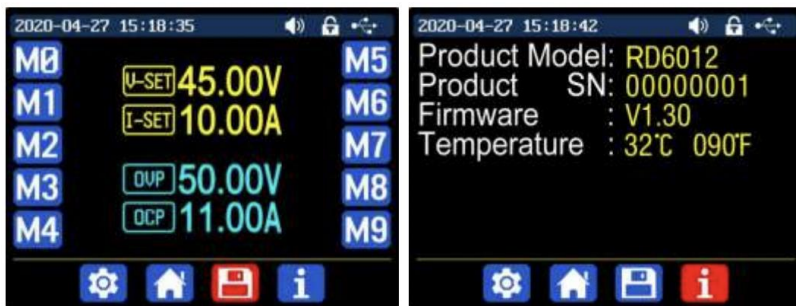 2020-04-27 15:18:35
M0 M5
V-SET 45.00V
M1 M6
I-SET 10.00A
M2 M7
M3 OVP 50.00V M8
M4 OCP 11.00A M9
i
2020-04-27 15:18:42
Product Model: RD6012
Product SN: 00000001
Firmware : V1.30
Temperature : 32℃ 090℉
i